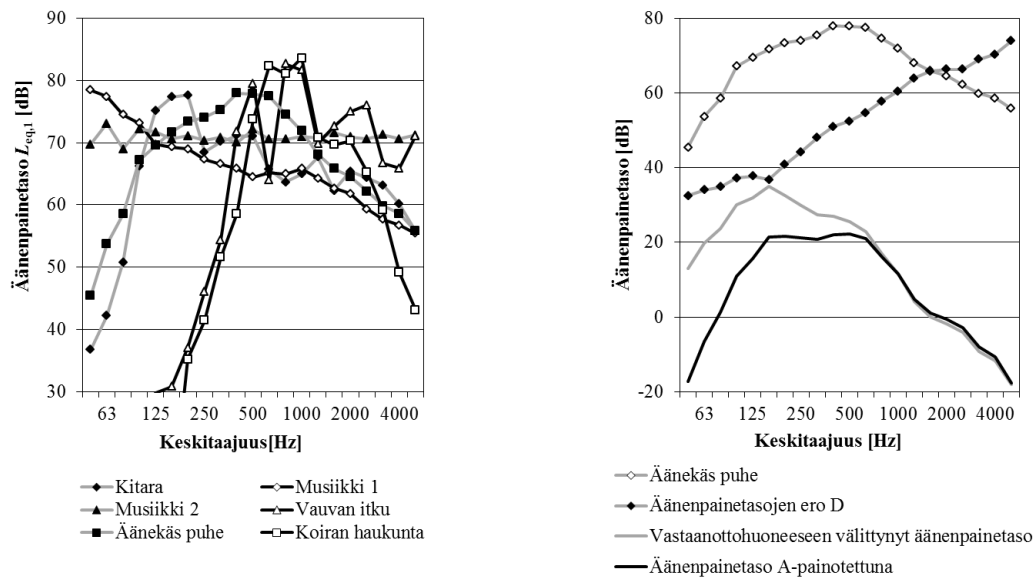 90
80
70
60
50
40
30
Äänenpainetaso Leq,1 [dB]
63 125 250 500 1000 2000 4000
Keskitaajuus[Hz]
Kitara Musiikki 1
Musiikki 2 Vauvan itku
Äänekäs puhe Koiran haukunta
80
60
40
20
0
-20
Äänenpainetaso [dB]
63 125 250 500 1000 2000 4000
Keskitaajuus [Hz]
Äänekäs puhe
Äänenpainetasojen ero D
Vastaanottohuoneeseen välittynyt äänenpainetaso
Äänenpainetaso A-painotettuna